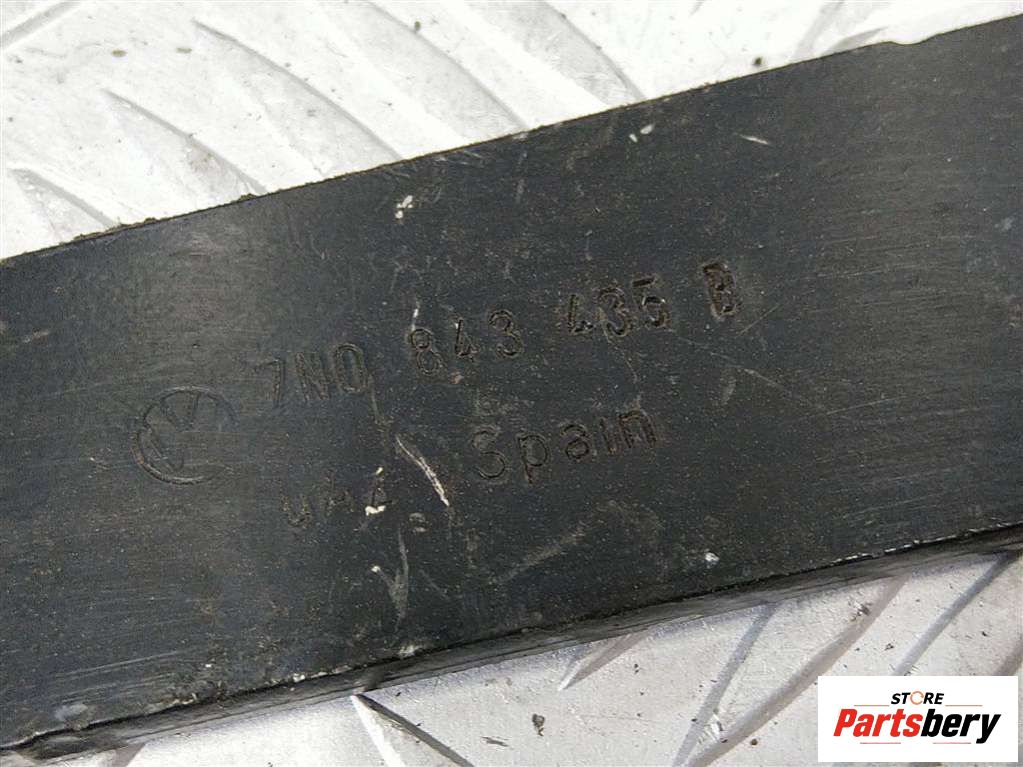 7N0 843 435 B
Spain
STORE
Partsbery